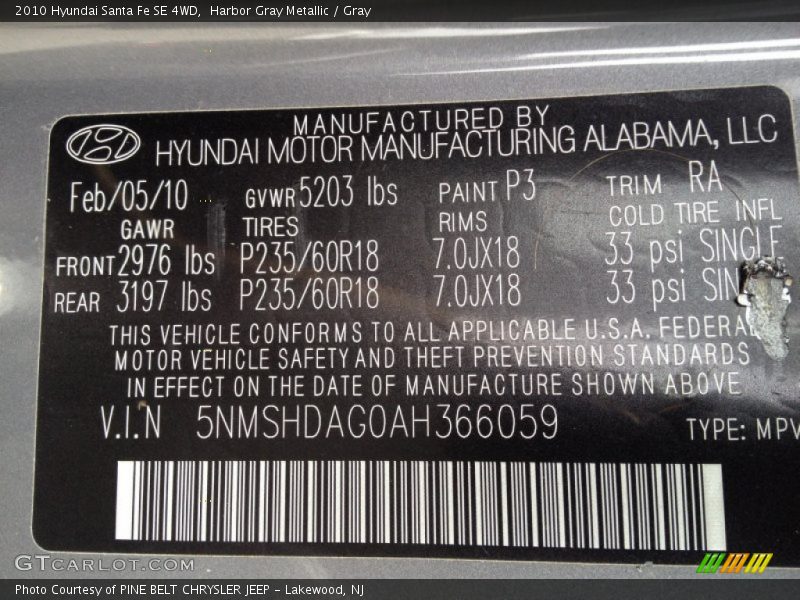 2010 Hyundai Santa Fe SE 4WD, Harbor Gray Metallic / Gray
MANUFACTURED BY
HYUNDAI MOTOR MANUFACTURING ALABAMA, LLC
Feb/05/10 GVWR 5203 lbs PAINT P3 TRIM RA
GAWR TIRES RIMS COLD TIRE INFL
FRONT 2976 lbs P235/60R18 7.0JX18 33 psi SINGLE
REAR 3197 lbs P235/60R18 7.0JX18 33 psi SIN
THIS VEHICLE CONFORMS TO ALL APPLICABLE U.S.A. FEDERAL
MOTOR VEHICLE SAFETY AND THEFT PREVENTION STANDARDS
IN EFFECT ON THE DATE OF MANUFACTURE SHOWN ABOVE
V.I.N 5NMSHDAG0AH366059 TYPE: MPV
GTCARLOT.COM
Photo Courtesy of PINE BELT CHRYSLER JEEP - Lakewood, NJ